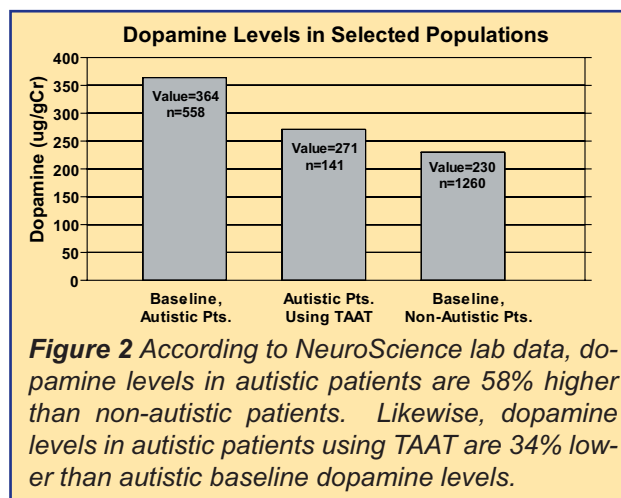 Dopamine Levels in Selected Populations
Dopamine (ug/gCr)
400
350
300
250
200
150
100
50
0
Value=364
n=558
Value=271
n=141
Value=230
n=1260
Baseline,
Autistic Pts.
Autistic Pts.
Using TAAT
Baseline,
Non-Autistic Pts.
Figure 2 According to NeuroScience lab data, do-
pamine levels in autistic patients are 58% higher
than non-autistic patients. Likewise, dopamine
levels in autistic patients using TAAT are 34% low-
er than autistic baseline dopamine levels.